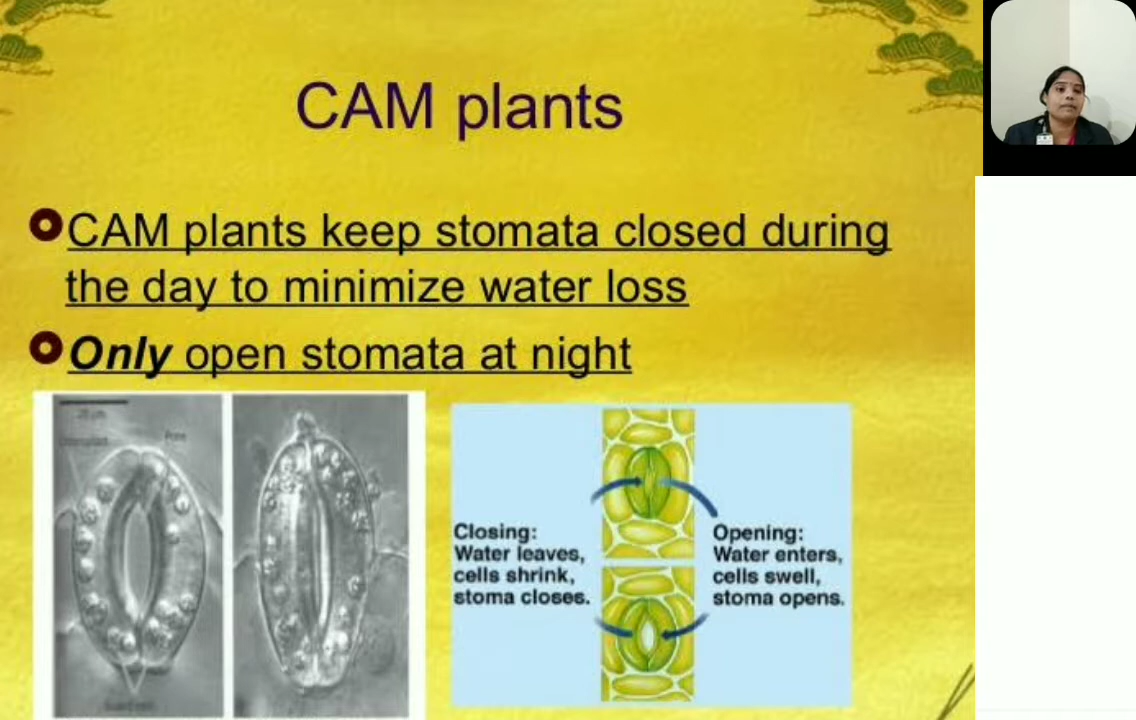 CAM plants
CAM plants keep stomata closed during
the day to minimize water loss
Only open stomata at night
Pore
Closing:
Water leaves,
cells shrink,
stoma closes.
Opening:
Water enters,
cells swell,
stoma opens.